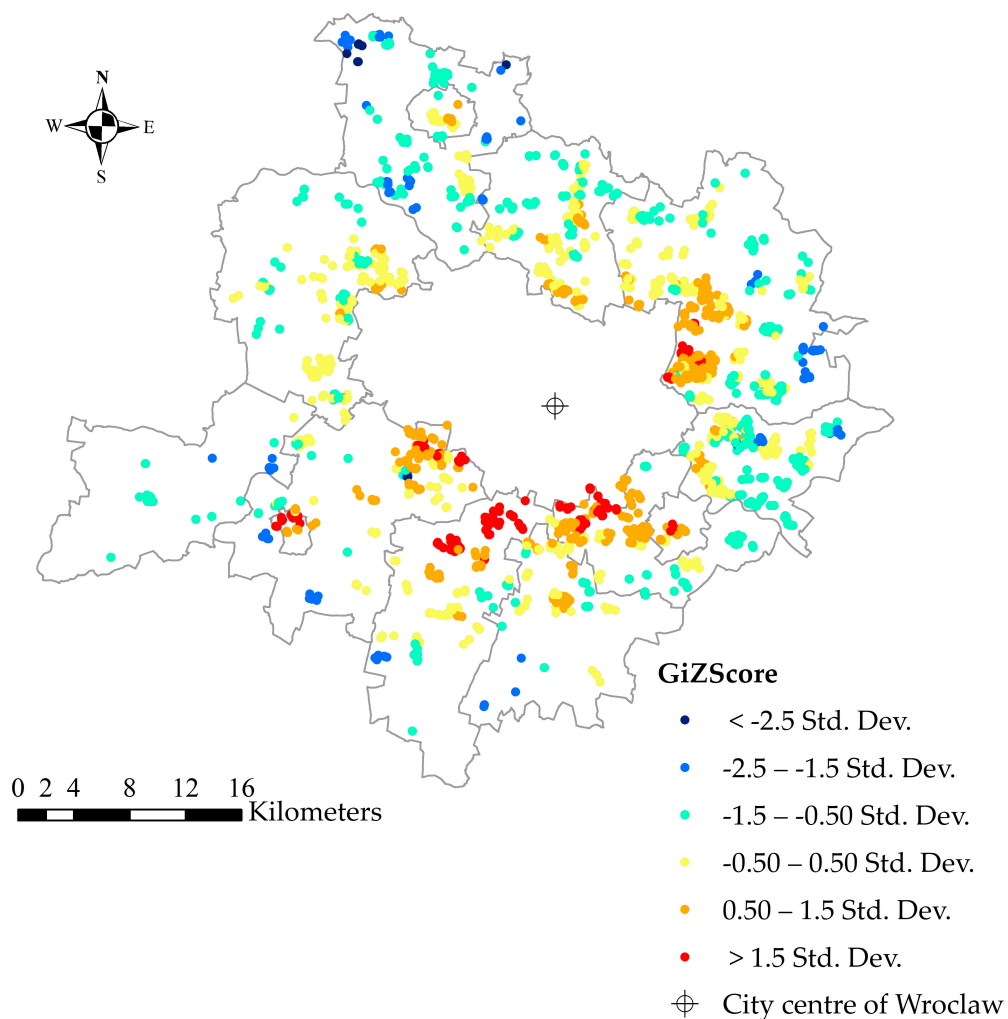 N
W E
S
GiZScore
< -2.5 Std. Dev.
-2.5 – -1.5 Std. Dev.
-1.5 – -0.50 Std. Dev.
-0.50 – 0.50 Std. Dev.
0.50 – 1.5 Std. Dev.
> 1.5 Std. Dev.
City centre of Wroclaw
0 2 4 8 12 16
Kilometers